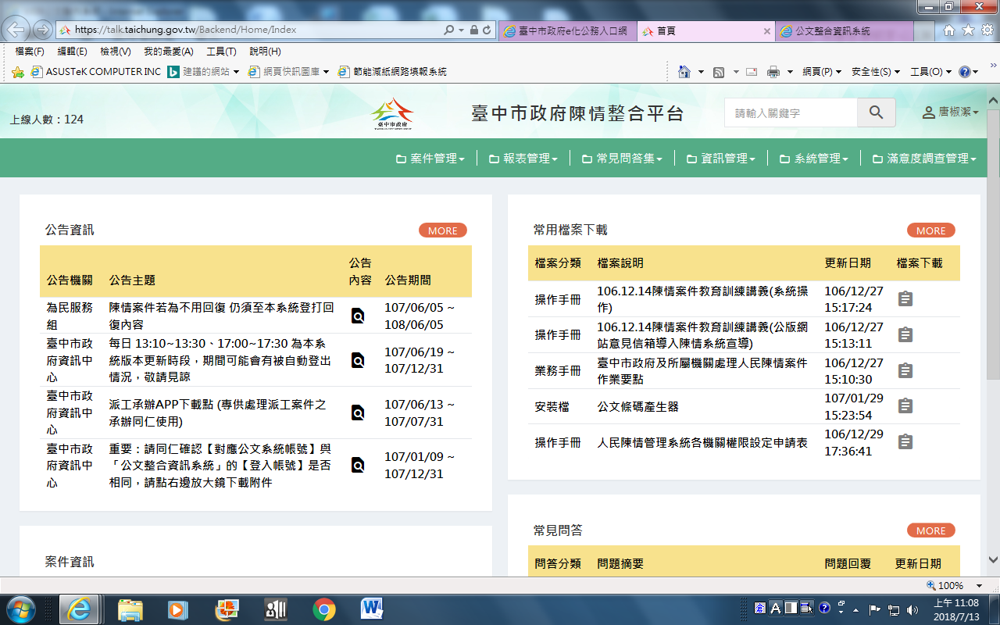 https://talk.taichung.gov.tw/Backend/Home/Index
臺中市政府e化公務入口網
首頁
公文整合資訊系統
檔案(F) 編輯(E) 檢視(V) 我的最愛(A) 工具(T) 說明(H)
ASUSTeK COMPUTER INC 建議的網站 網頁快訊圖庫 節能減紙網路填報系統
網頁(P) 安全性(S) 工具(O)
上線人數：124
臺中市政府
臺中市政府陳情整合平台
請輸入關鍵字
唐椒潔
案件管理 報表管理 常見問答集 資訊管理 系統管理 滿意度調查管理
公告資訊
MORE
公告機關 公告主題 公告
內容 公告期間
為民服務
組
陳情案件若為不用回復 仍須至本系統登打回
復內容
107/06/05 ~
108/06/05
臺中市政
府資訊中
心
每日 13:10~13:30、17:00~17:30 為本系
統版本更新時段，期間可能會有被自動登出
情況，敬請見諒
107/06/19 ~
107/12/31
臺中市政
府資訊中
心
派工承辦APP下載點 (專供處理派工案件之
承辦同仁使用)
107/06/13 ~
107/07/31
臺中市政
府資訊中
心
重要：請同仁確認【對應公文系統帳號】與
「公文整合資訊系統」的【登入帳號】是否
相同，請點右邊放大鏡下載附件
107/01/09 ~
107/12/31
案件資訊
常用檔案下載
MORE
檔案分類 檔案說明 更新日期 檔案下載
操作手冊
106.12.14陳情案件教育訓練講義(系統操
作)
106/12/27
15:17:24
操作手冊
106.12.14陳情案件教育訓練講義(公版網
站意見信箱導入陳情系統宣導)
106/12/27
15:13:11
業務手冊
臺中市政府及所屬機關處理人民陳情案件
作業要點
106/12/27
15:10:30
安裝檔
公文條碼產生器
107/01/29
15:23:54
操作手冊
人民陳情管理系統各機關權限設定申請表
106/12/29
17:36:41
常見問答
MORE
問答分類 問題摘要 問題回覆 更新日期
100%
上午 11:08
2018/7/13